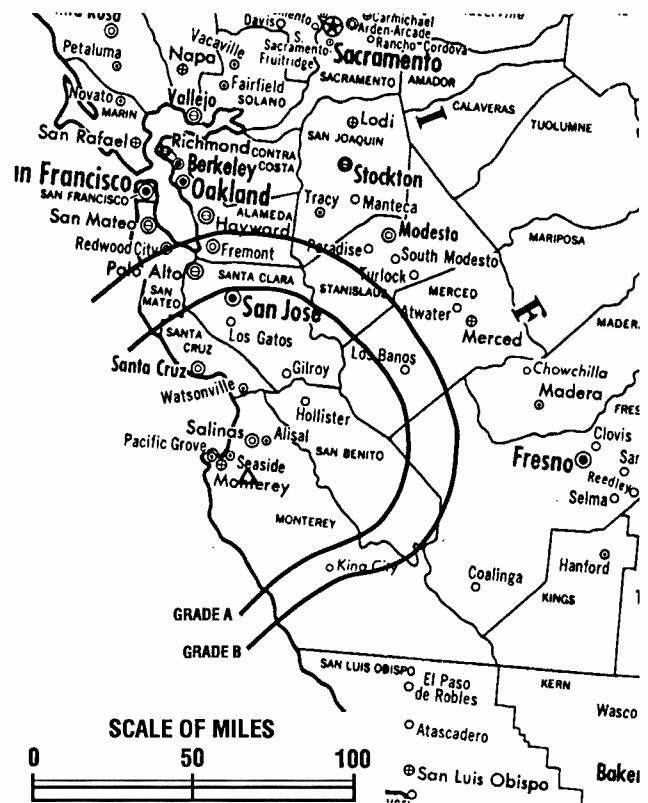 Davis
Carmichael
Arden-Arcade
Rancho Cordova
Petaluma
Vacaville
S.
Sacramento-
Fruitridge
Sacramento
Napa
SACRAMENTO
AMADOR
Fairfield
SOLANO
Novato
MARIN
Vallejo
CALAVERAS
Lodi
TUOLUMNE
San Rafael
Richmond
CONTRA
COSTA
SAN JOAQUIN
Berkeley
Stockton
n Francisco
SAN FRANCISCO
Oakland
Tracy
Manteca
San Mateo
ALAMEDA
Hayward
Modesto
MARIPOSA
Redwood City
Fremont
Paradise
South Modesto
Palo Alto
SANTA CLARA
STANISLAUS
Turlock
MERCED
SAN
MATEO
San Jose
Atwater
Merced
MADER
SANTA
CRUZ
Los Gatos
Los Banos
Chowchilla
Santa Cruz
Gilroy
Madera
Watsonville
Hollister
FRES
Salinas
Alisal
SAN BENITO
Clovis
Pacific Grove
Seaside
Fresno
San
Reedley
Monterey
Selma
MONTEREY
King City
Coalinga
Hanford
KINGS
GRADE A
GRADE B
SAN LUIS OBISPO
KERN
El Paso
de Robles
Wasco
Atascadero
SCALE OF MILES
0 50 100
San Luis Obispo
Baker